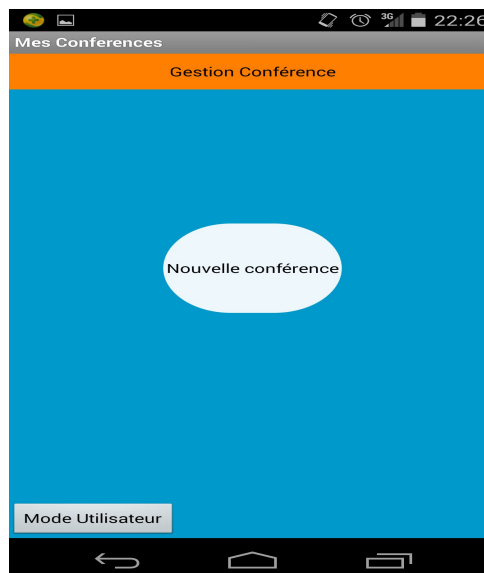 3G 22:26
Mes Conferences
Gestion Conférence
Nouvelle conférence
Mode Utilisateur